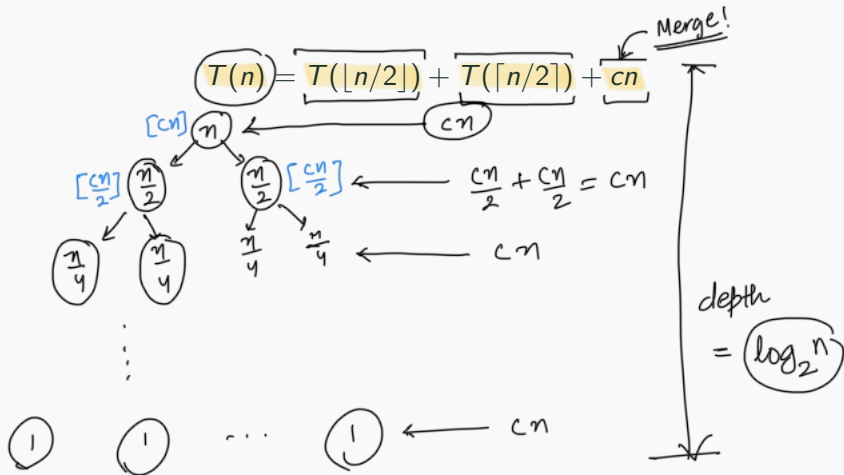 Merge!
T(n) = T(⌊n/2⌋) + T(⌈n/2⌉) + cn
[cn] n ← cn
[cn/2] n/2 n/2 [cn/2] ← cn/2 + cn/2 = cn
n/4 n/4 n/4 n/4 ← cn
depth
= log₂n
1 1 ... 1 ← cn